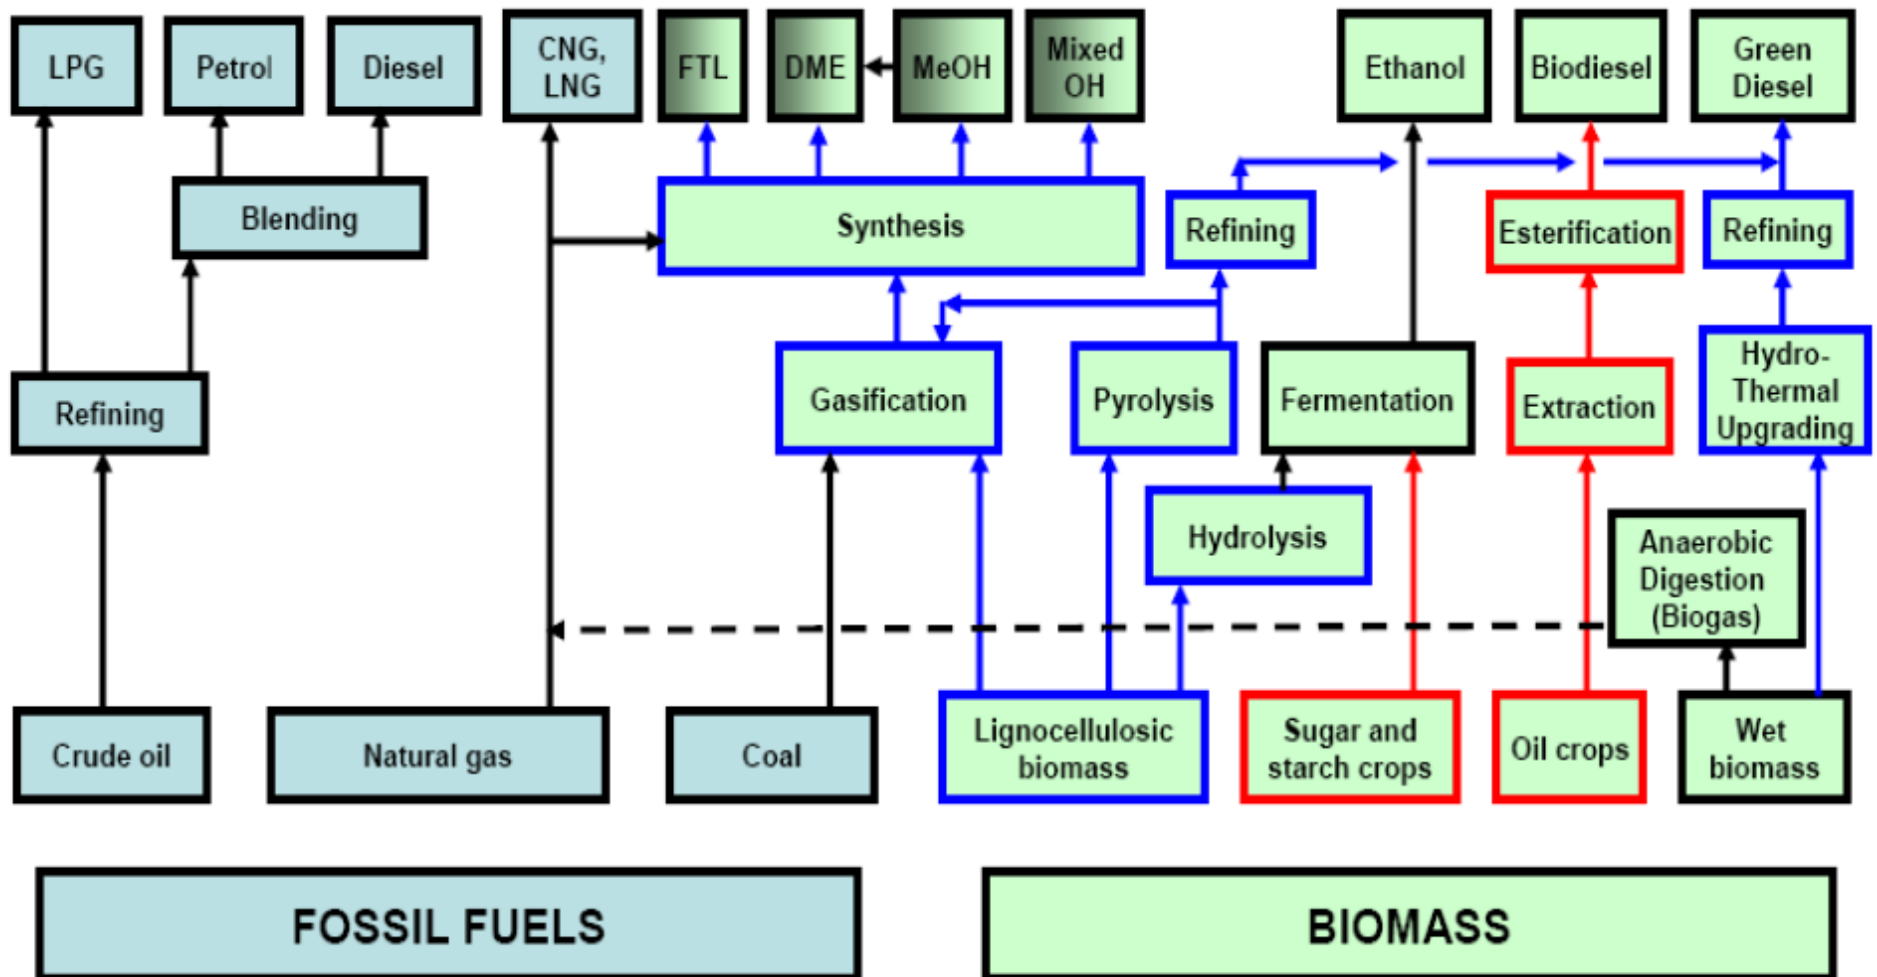 LPG
Petrol
Diesel
CNG,
LNG
FTL
DME
MeOH
Mixed
OH
Ethanol
Biodiesel
Green
Diesel
Blending
Synthesis
Refining
Esterification
Refining
Refining
Gasification
Pyrolysis
Fermentation
Extraction
Hydro-
Thermal
Upgrading
Hydrolysis
Anaerobic
Digestion
(Biogas)
Crude oil
Natural gas
Coal
Lignocellulosic
biomass
Sugar and
starch crops
Oil crops
Wet
biomass
FOSSIL FUELS
BIOMASS